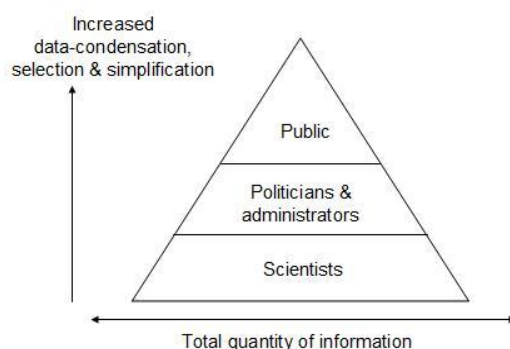 Increased
data-condensation,
selection & simplification
Public
Politicians &
administrators
Scientists
Total quantity of information